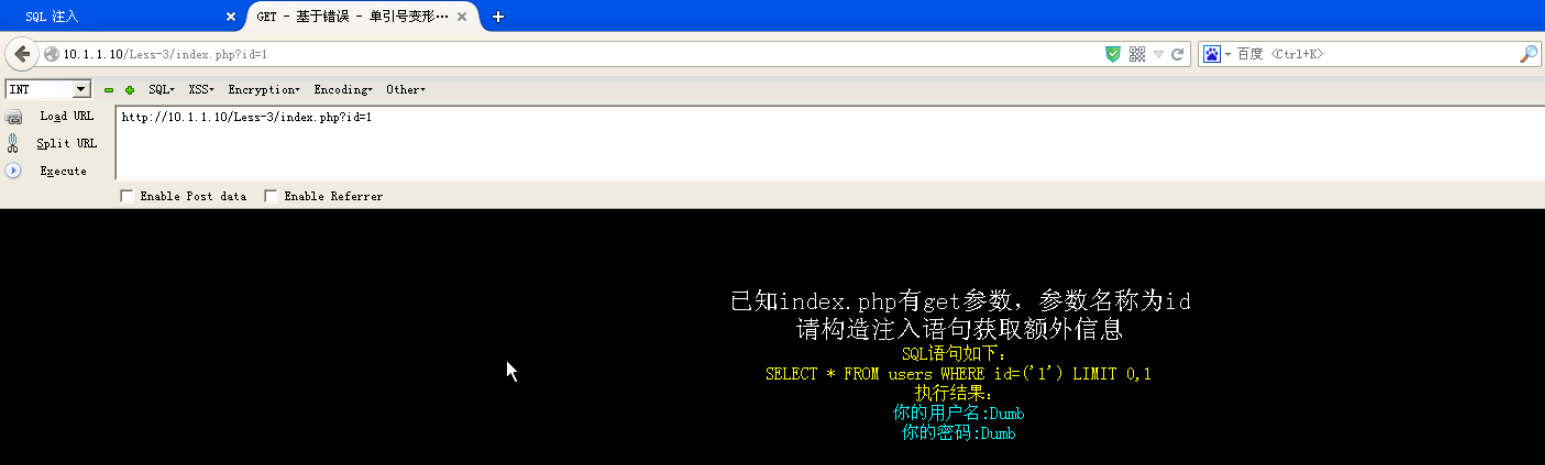 SQL 注入
GET - 基于错误 - 单引号变形…
10.1.1.10/Less-3/index.php?id=1
百度 <Ctrl+K>
INT
SQL XSS Encryption Encoding Other
Load URL
http://10.1.1.10/Less-3/index.php?id=1
Split URL
Execute
Enable Post data Enable Referrer
已知index.php有get参数，参数名称为id
请构造注入语句获取额外信息
SQL语句如下：
SELECT * FROM users WHERE id=('1') LIMIT 0,1
执行结果：
你的用户名:Dumb
你的密码:Dumb